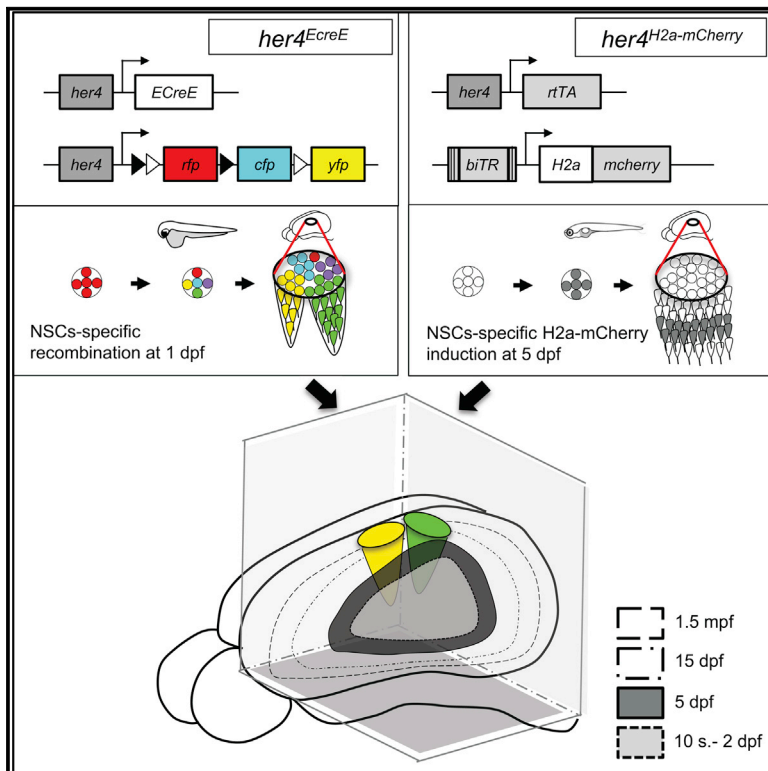 her4EcreE
her4 ECreE
her4 rfp cfp yfp
NSCs-specific
recombination at 1 dpf
her4H2a-mCherry
her4 rtTA
biTR H2a mcherry
NSCs-specific H2a-mCherry
induction at 5 dpf
1.5 mpf
15 dpf
5 dpf
10 s.- 2 dpf